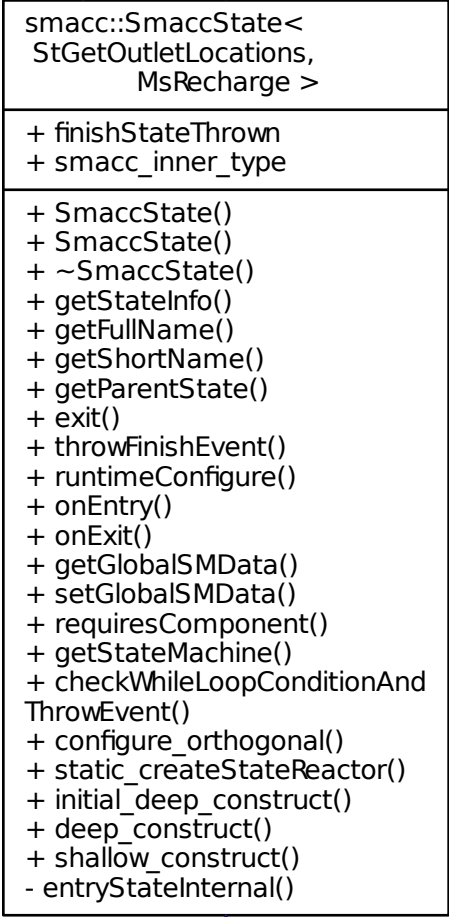 smacc::SmaccState<
StGetOutletLocations,
MsRecharge >
+ finishStateThrown
+ smacc_inner_type
+ SmaccState()
+ SmaccState()
+ ~SmaccState()
+ getStateInfo()
+ getFullName()
+ getShortName()
+ getParentState()
+ exit()
+ throwFinishEvent()
+ runtimeConfigure()
+ onEntry()
+ onExit()
+ getGlobalSMData()
+ setGlobalSMData()
+ requiresComponent()
+ getStateMachine()
+ checkWhileLoopConditionAnd
ThrowEvent()
+ configure_orthogonal()
+ static_createStateReactor()
+ initial_deep_construct()
+ deep_construct()
+ shallow_construct()
- entryStateInternal()